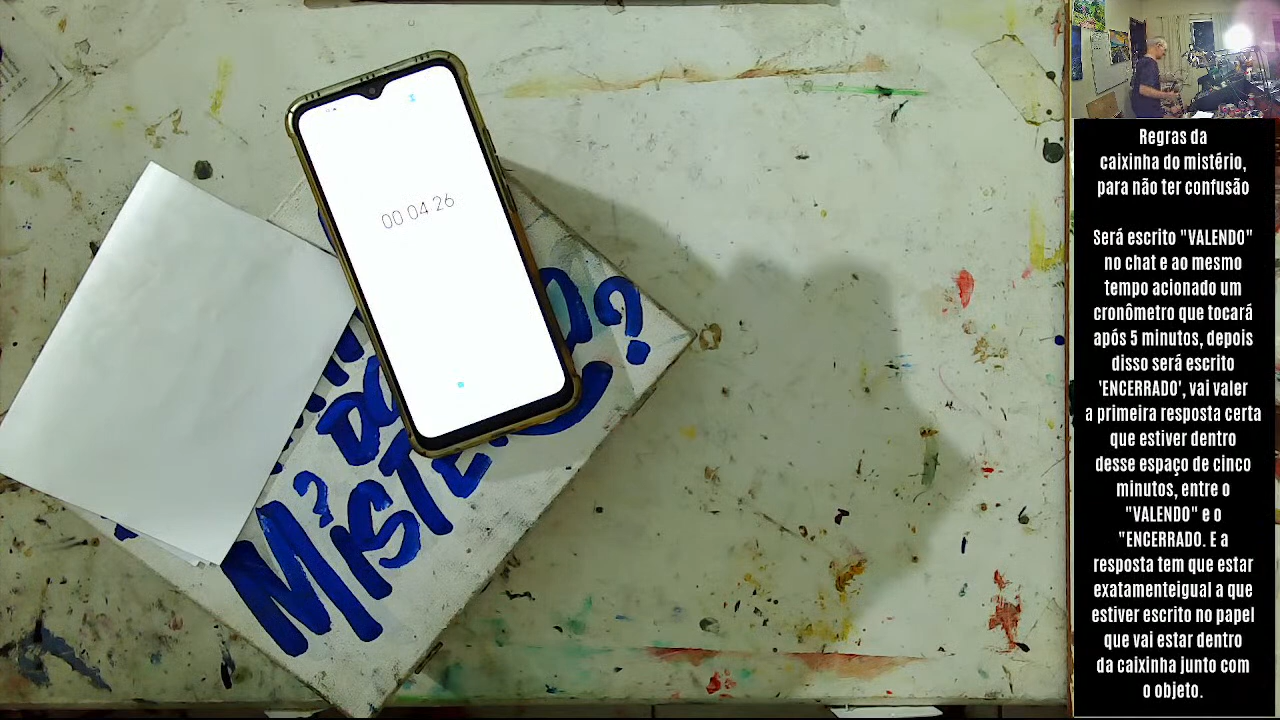 00:04.26
?
DO
?
MISTÉ
Regras da
caixinha do mistério,
para não ter confusão
Será escrito "VALENDO"
no chat e ao mesmo
tempo acionado um
cronômetro que tocará
após 5 minutos, depois
disso será escrito
'ENCERRADO', vai valer
a primeira resposta certa
que estiver dentro
desse espaço de cinco
minutos, entre o
"VALENDO" e o
"ENCERRADO. E a
resposta tem que estar
exatamenteigual a que
estiver escrito no papel
que vai estar dentro
da caixinha junto com
o objeto.